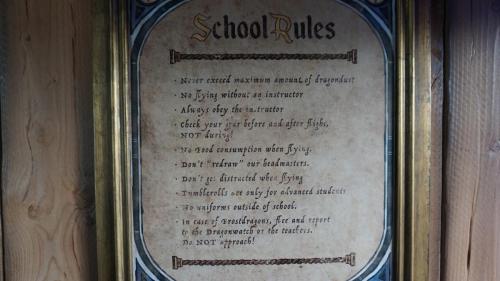 School Rules
· Never exceed maximum amount of dragondust
· No flying without an instructor
· Always obey the instructor
· Check your gear before and after flight,
NOT during!
· No Food consumption when flying.
· Don't "redraw" our headmasters.
· Don't get distracted when flying
· Tumblerolls are only for advanced students
· No uniforms outside of school.
· In case of Frostdragons, flee and report
to the Dragonwatch or the teachers.
Do NOT approach!